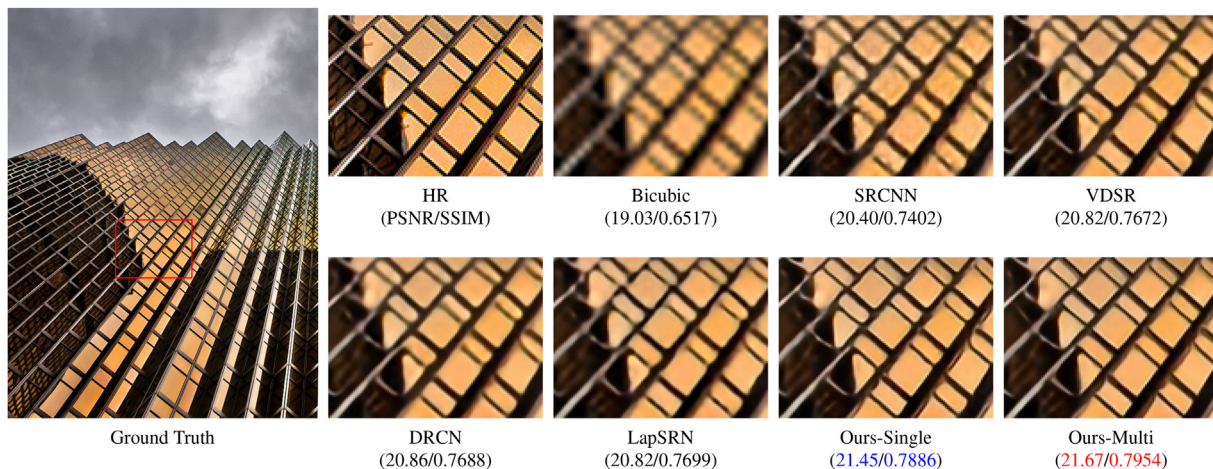 HR
(PSNR/SSIM)
Bicubic
(19.03/0.6517)
SRCNN
(20.40/0.7402)
VDSR
(20.82/0.7672)
Ground Truth
DRCN
(20.86/0.7688)
LapSRN
(20.82/0.7699)
Ours-Single
(21.45/0.7886)
Ours-Multi
(21.67/0.7954)